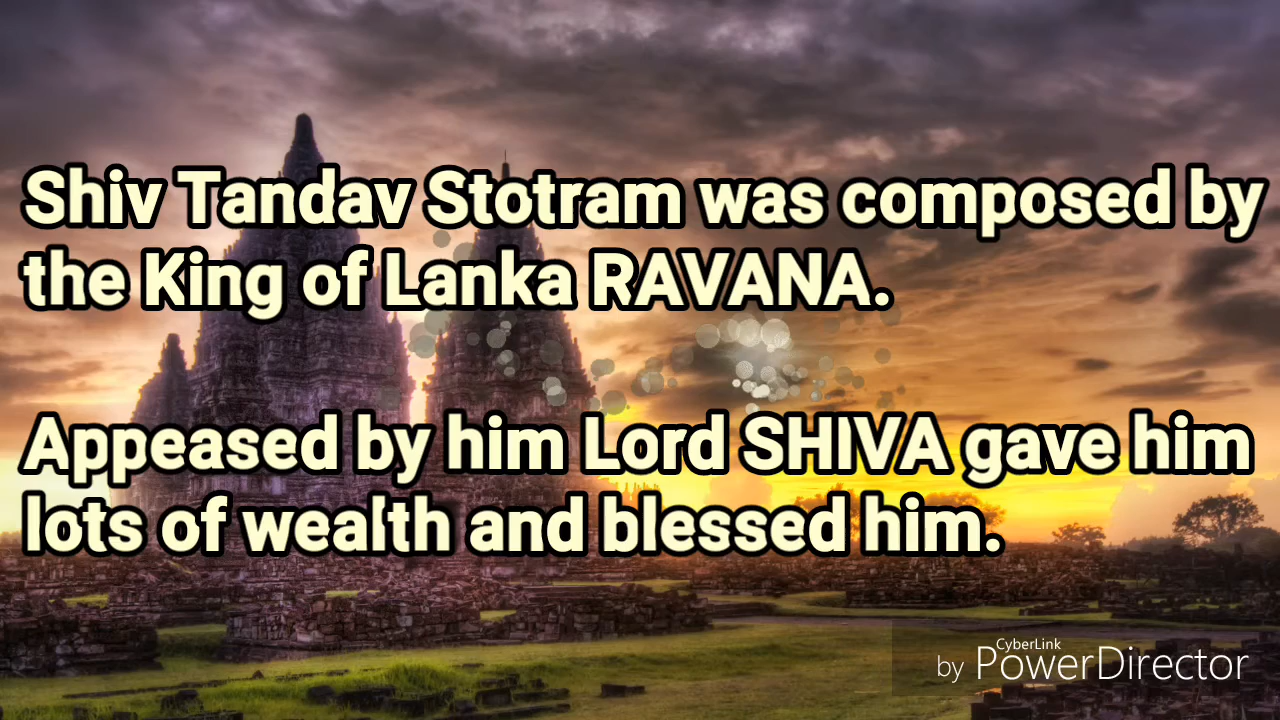 Shiv Tandav Stotram was composed by
the King of Lanka RAVANA.
Appeased by him Lord SHIVA gave him
lots of wealth and blessed him.
CyberLink
by PowerDirector